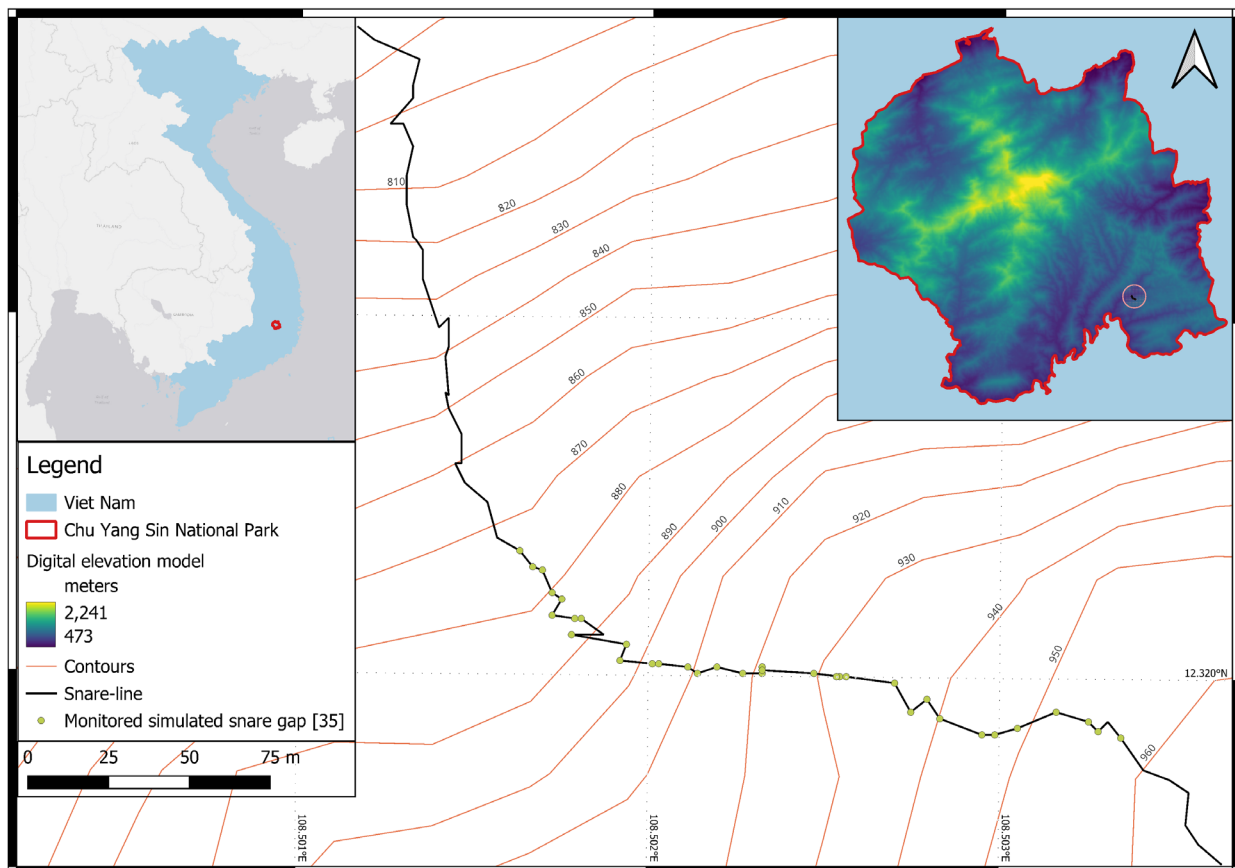 THAILAND
Legend
Viet Nam
Chu Yang Sin National Park
Digital elevation model
meters
2,241
473
Contours
Snare-line
Monitored simulated snare gap [35]
0 25 50 75 m
810
820
830
840
850
860
870
880
890
900
910
920
930
940
950
960
12.320°N
108.501°E
108.502°E
108.503°E